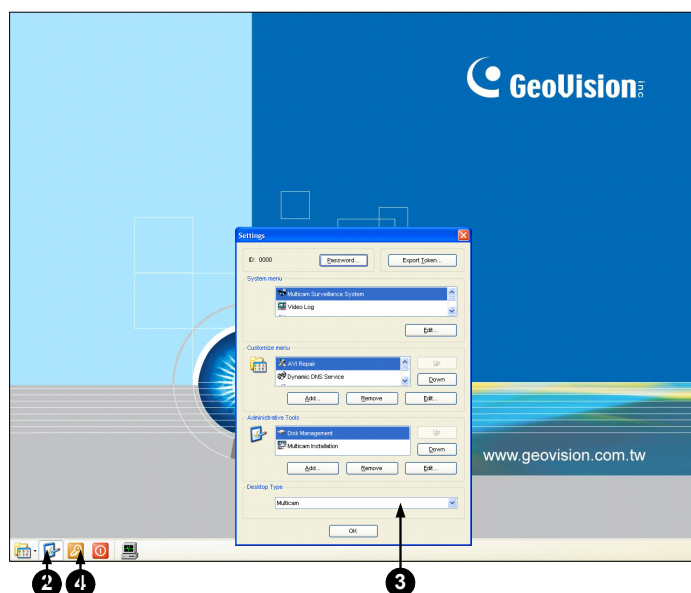 GeoVision inc
Settings
ID: 0000
Password...
Export Token...
System menu
Multicam Surveillance System
Video Log
Edit...
Customize menu
AVI Repair
Up
Dynamic DNS Service
Down
Add...
Remove
Edit...
Administrative Tools
Disk Management
Up
Multicam Installation
Down
Add...
Remove
Edit...
www.geovision.com.tw
Desktop Type
Multicam
OK
2
4
3